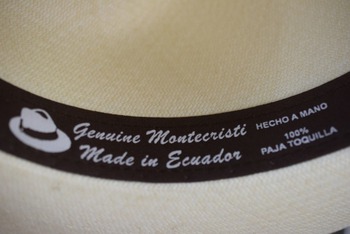 Genuine Montecristi
Made in Ecuador
HECHO A MANO
100%
PAJA TOQUILLA